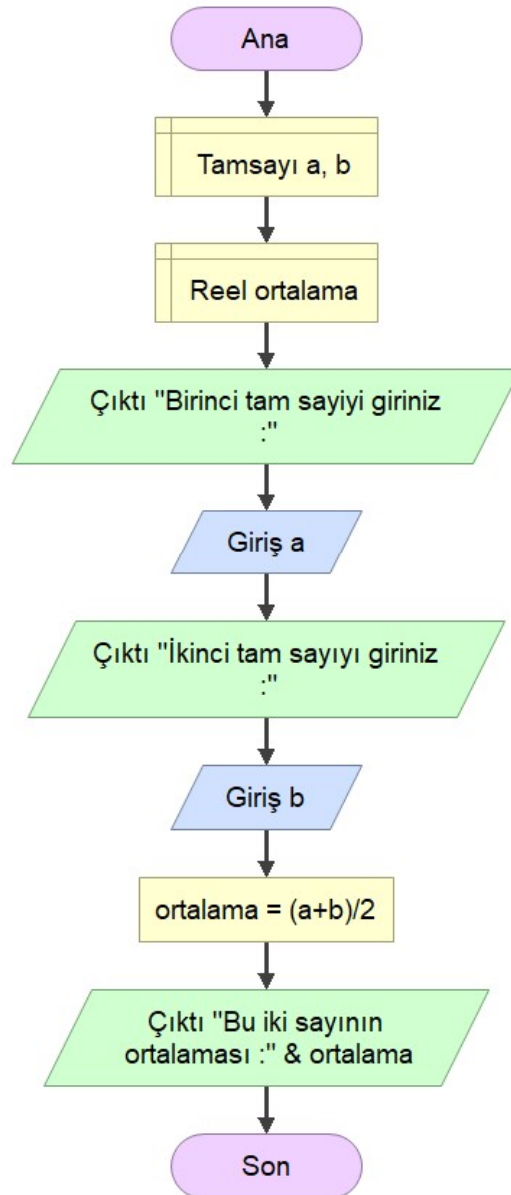 Ana
Tamsayı a, b
Reel ortalama
Çıktı "Birinci tam sayiyi giriniz
:"
Giriş a
Çıktı "İkinci tam sayıyı giriniz
:"
Giriş b
ortalama = (a+b)/2
Çıktı "Bu iki sayının
ortalaması :" & ortalama
Son